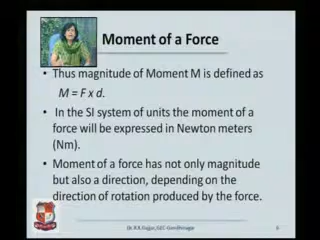 Moment of a Force
• Thus magnitude of Moment M is defined as
M = F x d.
• In the SI system of units the moment of a
force will be expressed in Newton meters
(Nm).
• Moment of a force has not only magnitude
but also a direction, depending on the
direction of rotation produced by the force.